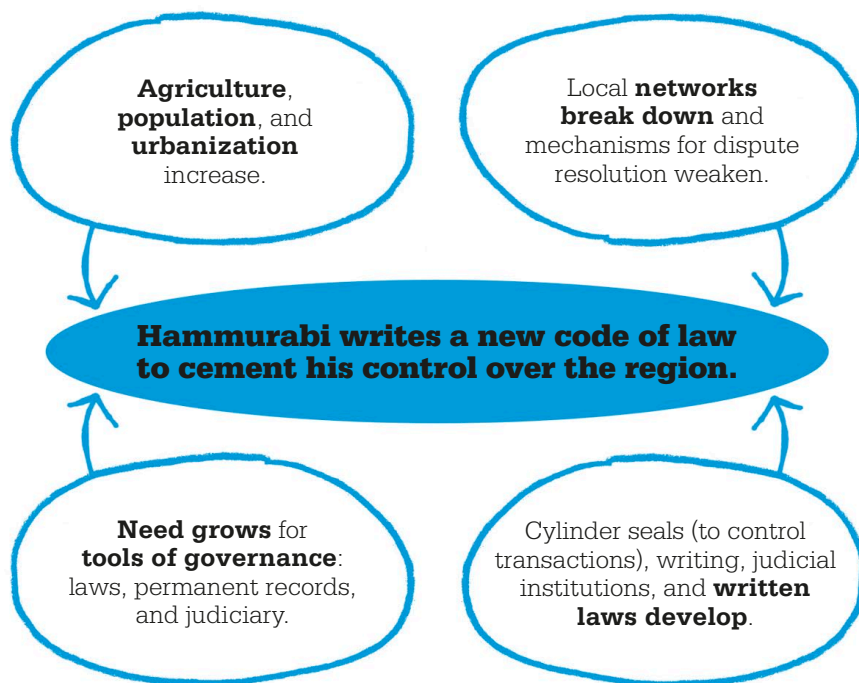 Agriculture,
population, and
urbanization
increase.
Local networks
break down and
mechanisms for dispute
resolution weaken.
Hammurabi writes a new code of law
to cement his control over the region.
Need grows for
tools of governance:
laws, permanent records,
and judiciary.
Cylinder seals (to control
transactions), writing, judicial
institutions, and written
laws develop.